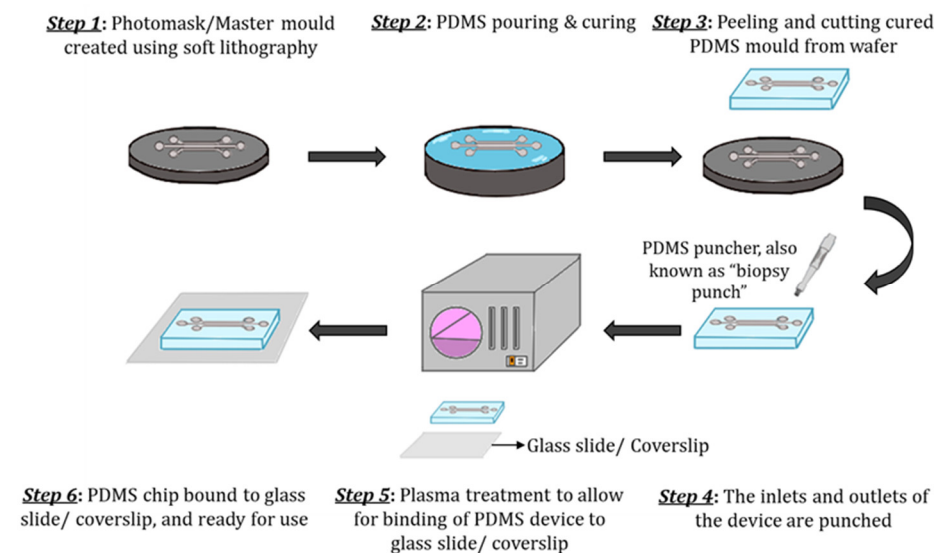 Step 1: Photomask/Master mould
created using soft lithography
Step 2: PDMS pouring & curing
Step 3: Peeling and cutting cured
PDMS mould from wafer
PDMS puncher, also
known as “biopsy
punch”
Glass slide/ Coverslip
Step 6: PDMS chip bound to glass
slide/ coverslip, and ready for use
Step 5: Plasma treatment to allow
for binding of PDMS device to
glass slide/ coverslip
Step 4: The inlets and outlets of
the device are punched